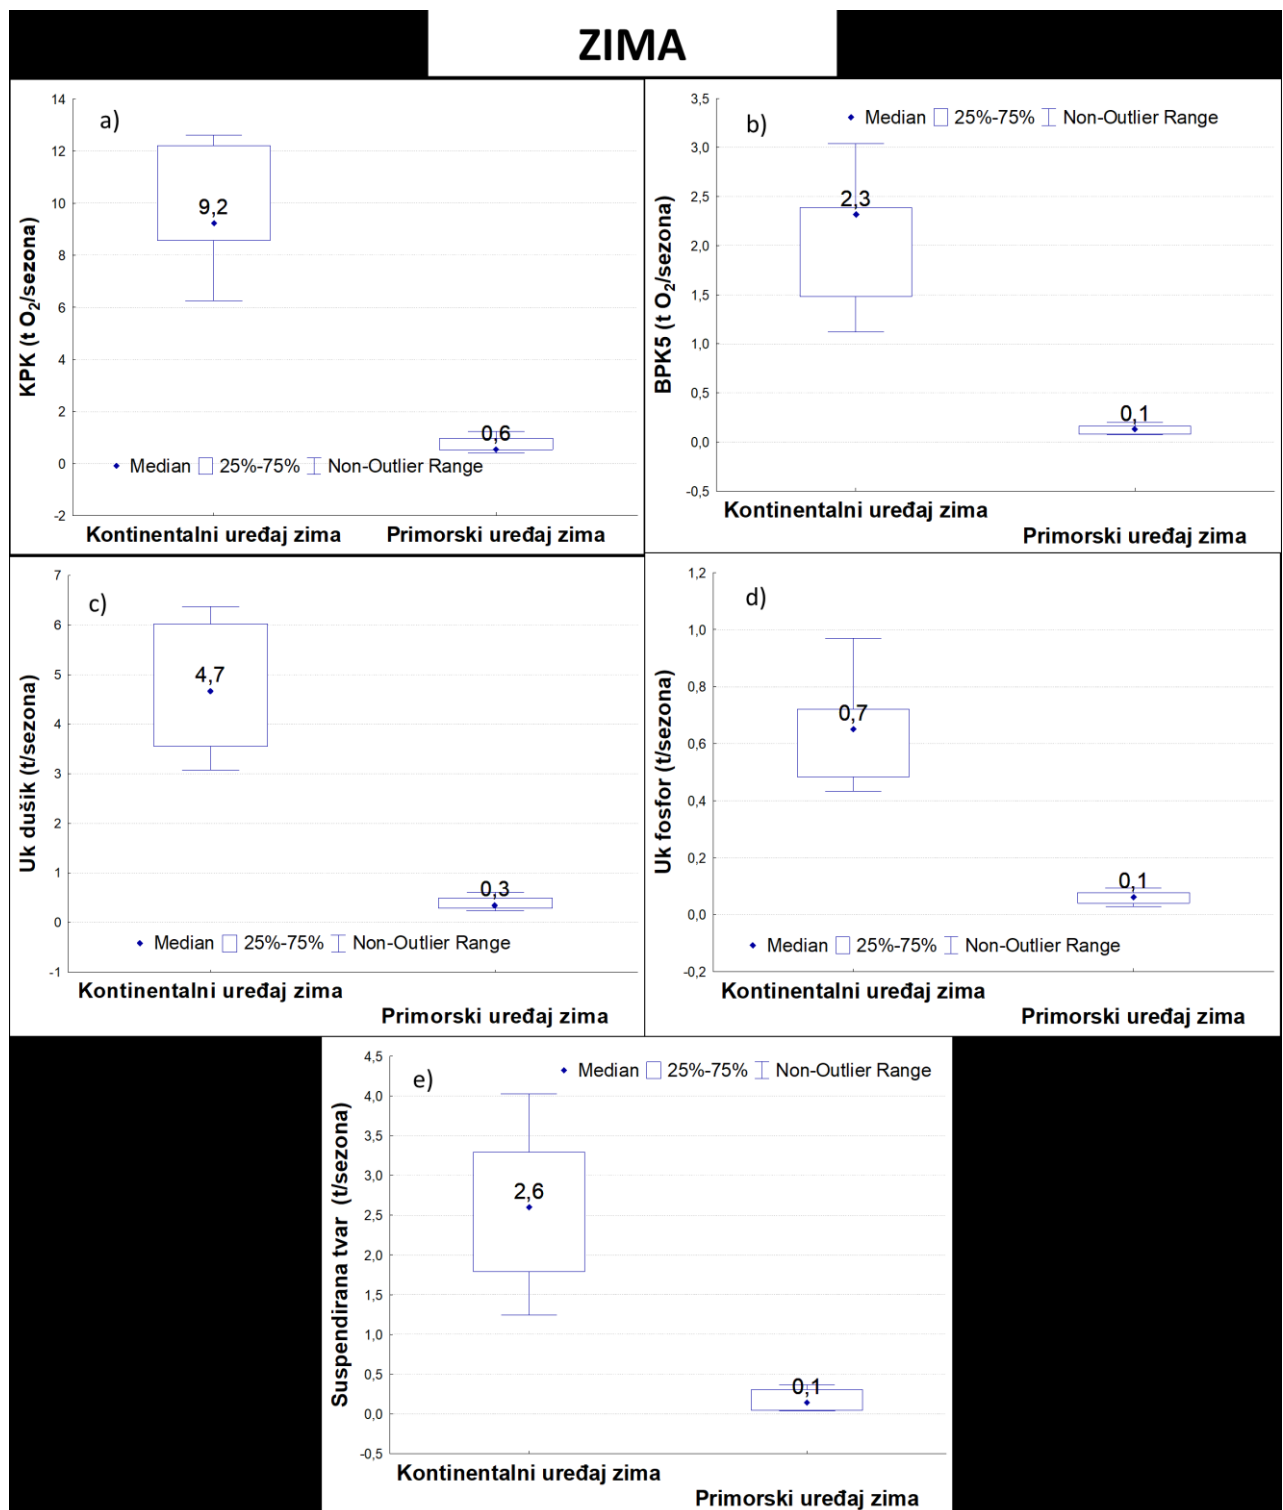 ZIMA
a)
KPK (t O2/sezona)
14
12
10
8
6
4
2
0
-2
9,2
0,6
Median 25%-75% Non-Outlier Range
Kontinentalni uređaj zima Primorski uređaj zima
b)
Median 25%-75% Non-Outlier Range
BPK5 (t O2/sezona)
3,5
3,0
2,5
2,0
1,5
1,0
0,5
0,0
-0,5
2,3
0,1
Kontinentalni uređaj zima
Primorski uređaj zima
c)
Uk dušik (t/sezona)
7
6
5
4
3
2
1
0
-1
4,7
0,3
Median 25%-75% Non-Outlier Range
Kontinentalni uređaj zima
Primorski uređaj zima
d)
Uk fosfor (t/sezona)
1,2
1,0
0,8
0,6
0,4
0,2
0,0
-0,2
0,7
0,1
Median 25%-75% Non-Outlier Range
Kontinentalni uređaj zima
Primorski uređaj zima
e)
Median 25%-75% Non-Outlier Range
Suspendirana tvar (t/sezona)
4,5
4,0
3,5
3,0
2,5
2,0
1,5
1,0
0,5
0,0
-0,5
2,6
0,1
Kontinentalni uređaj zima
Primorski uređaj zima